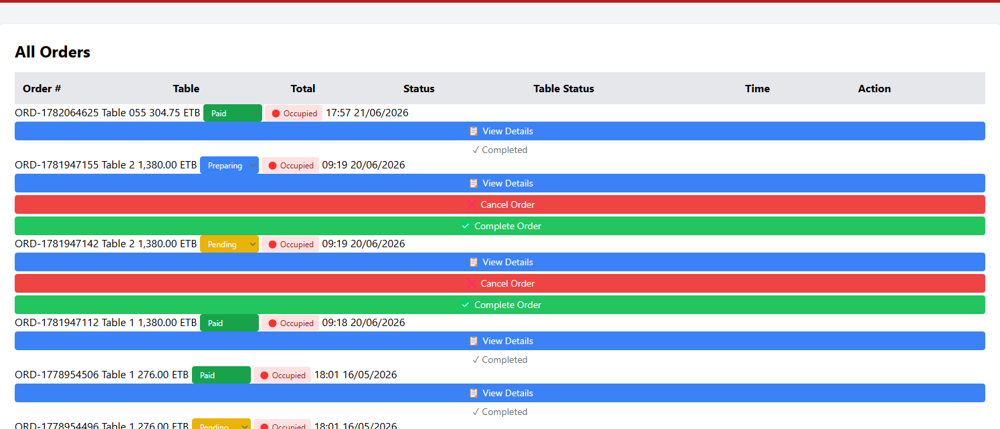 All Orders
Order # Table Total Status Table Status Time Action
ORD-1782064625 Table 055 304.75 ETB Paid Occupied 17:57 21/06/2026
View Details
✓ Completed
ORD-1781947155 Table 2 1,380.00 ETB Preparing Occupied 09:19 20/06/2026
View Details
Cancel Order
Complete Order
ORD-1781947142 Table 2 1,380.00 ETB Pending Occupied 09:19 20/06/2026
View Details
Cancel Order
Complete Order
ORD-1781947112 Table 1 1,380.00 ETB Paid Occupied 09:18 20/06/2026
View Details
✓ Completed
ORD-1778954506 Table 1 276.00 ETB Paid Occupied 18:01 16/05/2026
View Details
✓ Completed
ORD-1778954496 Table 1 276.00 ETB Pending Occupied 18:01 16/05/2026